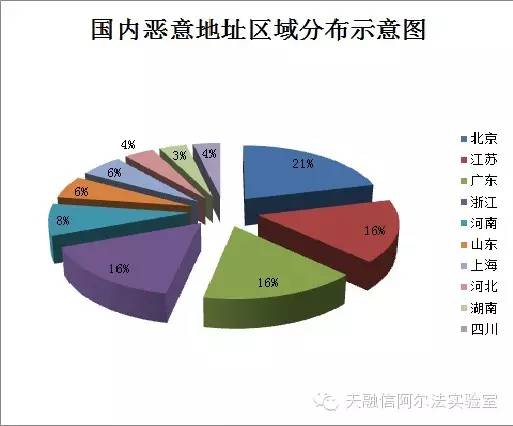 国内恶意地址区域分布示意图
21%
16%
16%
16%
8%
6%
6%
4%
3%
4%
北京
江苏
广东
浙江
河南
山东
上海
河北
湖南
四川
天融信阿尔法实验室